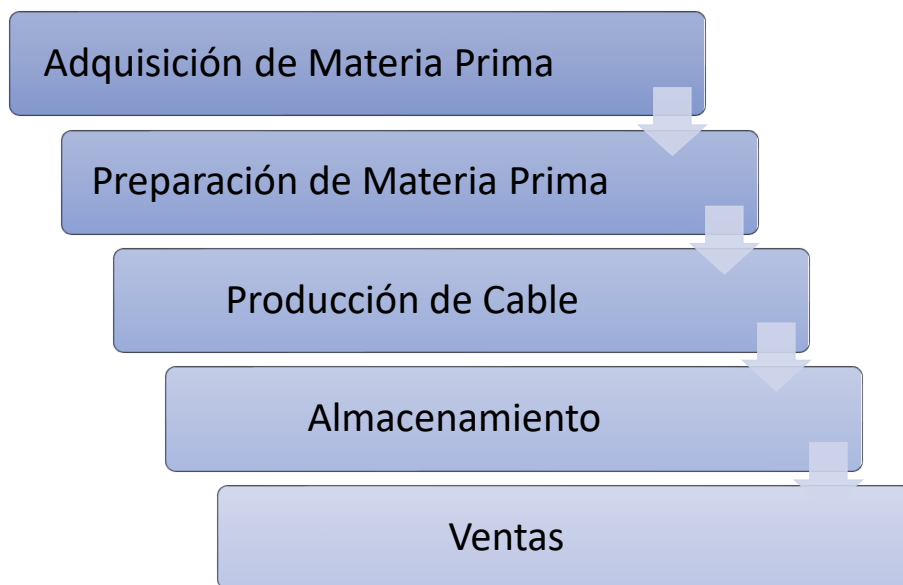 Adquisición de Materia Prima
Preparación de Materia Prima
Producción de Cable
Almacenamiento
Ventas